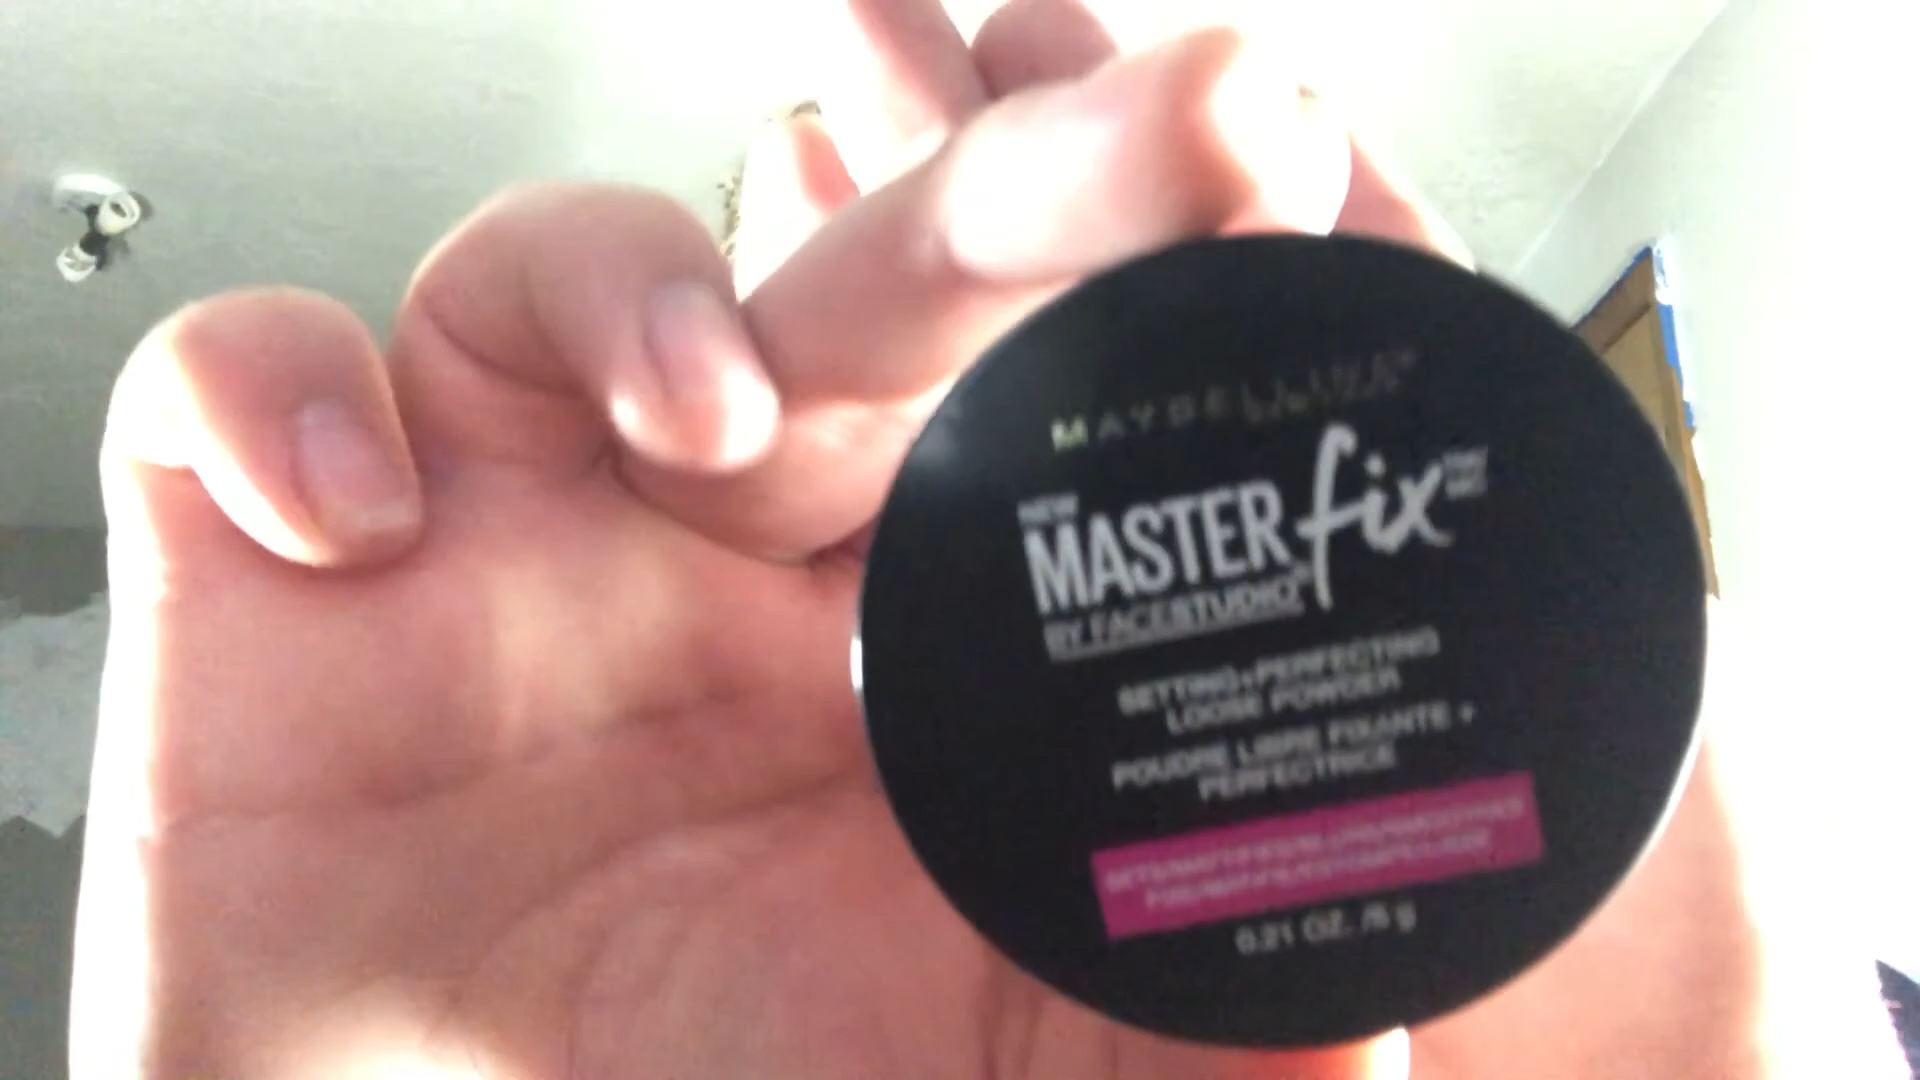 MAYBELLINE
NEW
MASTER fix
BY FACESTUDIO
SETTING + PERFECTING
LOOSE POWDER
POUDRE LIBRE FIXANTE +
PERFECTRICE
0.21 OZ. /6 g